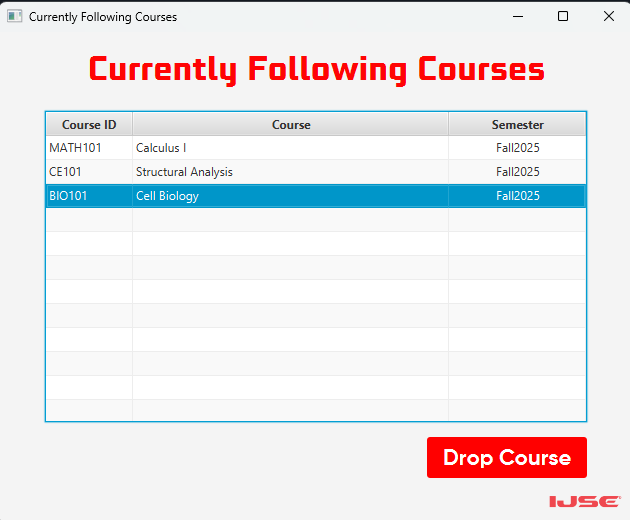 Currently Following Courses
Currently Following Courses
Course ID Course Semester
MATH101 Calculus I Fall2025
CE101 Structural Analysis Fall2025
BIO101 Cell Biology Fall2025
Drop Course
IJSE